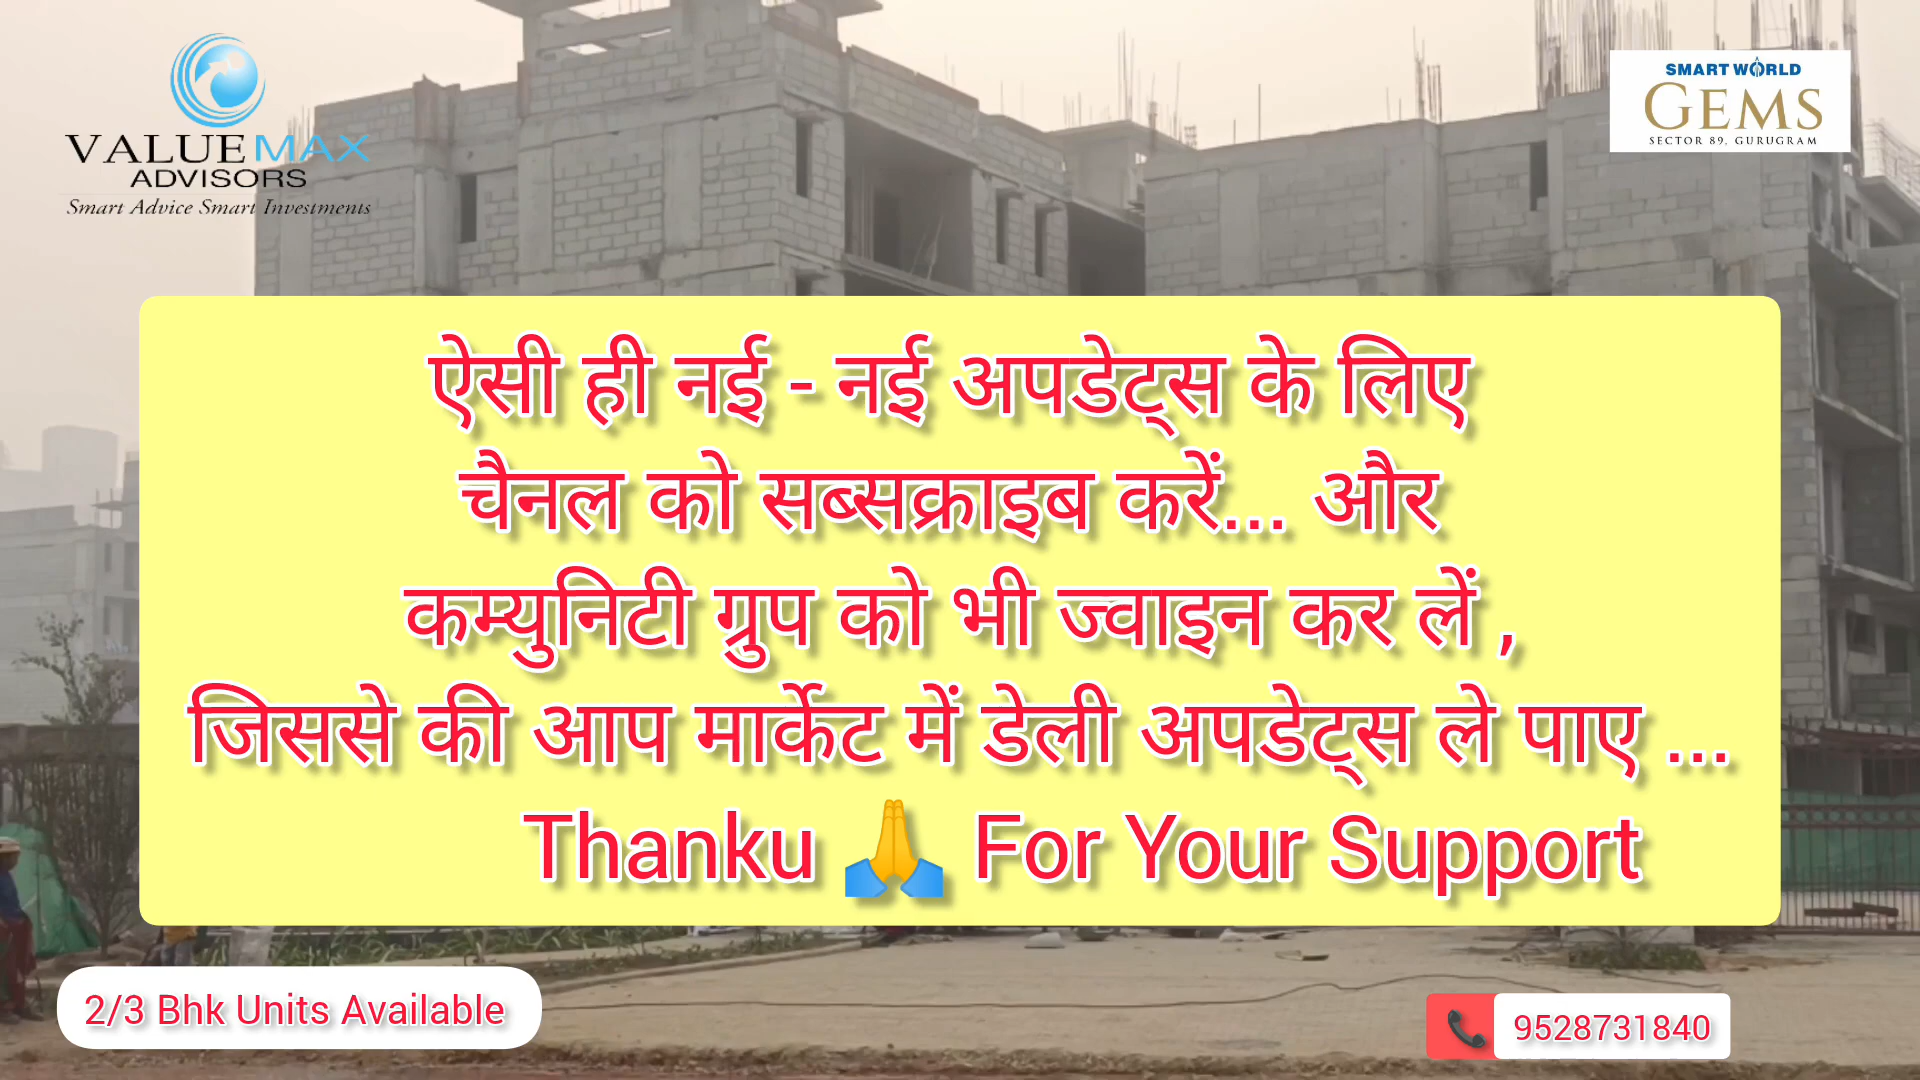 VALUEMAX
ADVISORS
Smart Advice Smart Investments
SMART WORLD
GEMS
SECTOR 89, GURUGRAM
ऐसी ही नई - नई अपडेट्स के लिए
चैनल को सब्सक्राइब करें... और
कम्युनिटी ग्रुप को भी ज्वाइन कर लें ,
जिससे की आप मार्केट में डेली अपडेट्स ले पाए ...
Thanku 🙏 For Your Support
2/3 Bhk Units Available
📞 9528731840